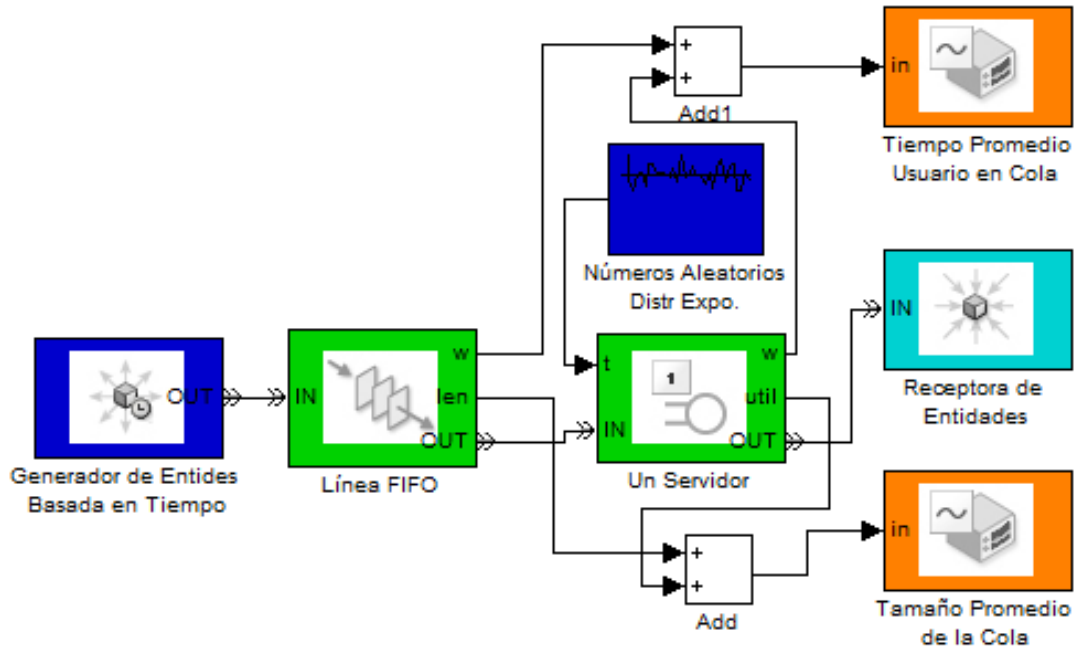 +
+
Add1
in
Tiempo Promedio
Usuario en Cola
Números Aleatorios
Distr Expo.
IN
Receptora de
Entidades
OUT
Generador de Entides
Basada en Tiempo
IN
w
len
OUT
Línea FIFO
t
IN
1
w
util
OUT
Un Servidor
+
+
Add
in
Tamaño Promedio
de la Cola